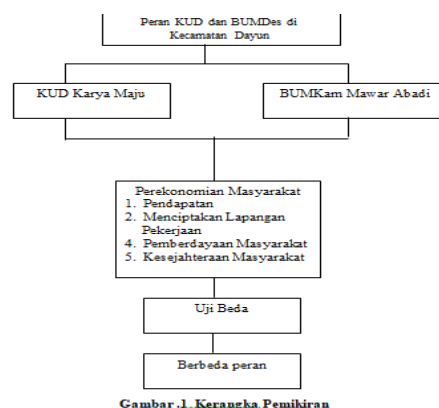 Peran KUD dan BUMDes di
Kecamatan Dayun
KUD Karya Maju
BUMKam Mawar Abadi
Perekonomian Masyarakat
1. Pendapatan
2. Menciptakan Lapangan
Pekerjaan
4. Pemberdayaan Masyarakat
5. Kesejahteraan Masyarakat
Uji Beda
Berbeda peran
Gambar .1. Kerangka Pemikiran